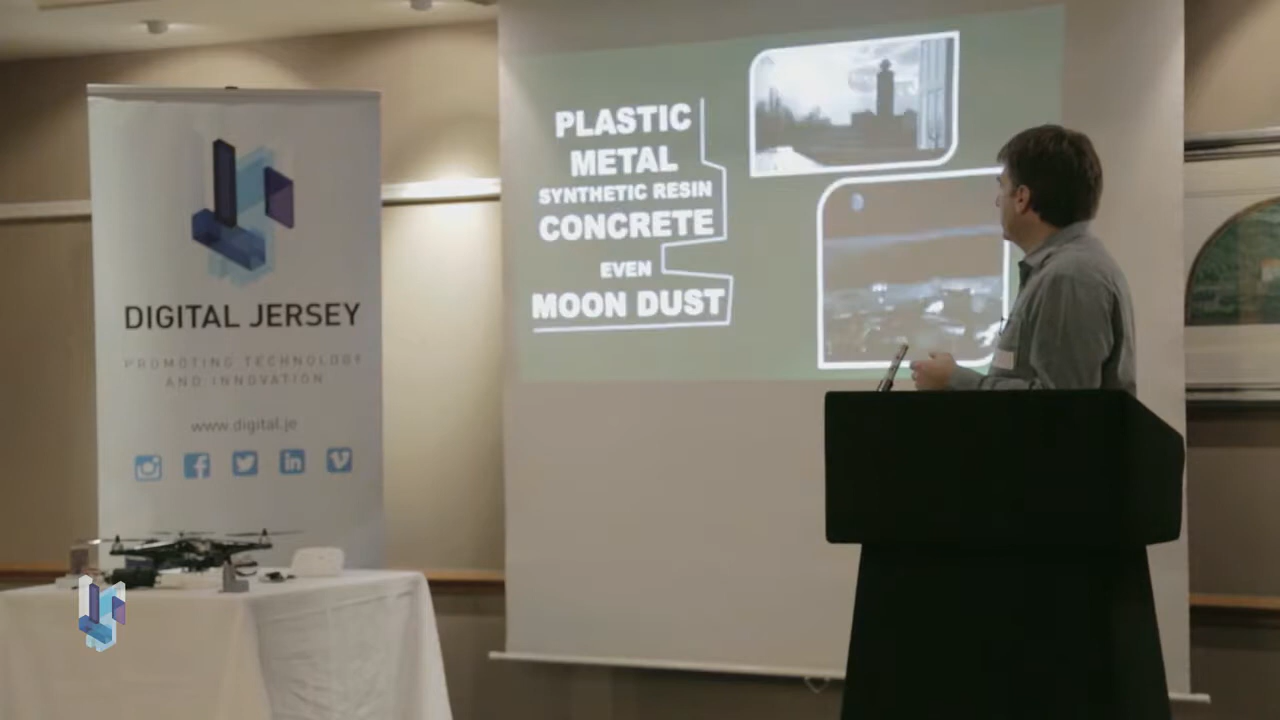 DIGITAL JERSEY
PROMOTING TECHNOLOGY
AND INNOVATION
www.digital.je
PLASTIC
METAL
SYNTHETIC RESIN
CONCRETE
EVEN
MOON DUST